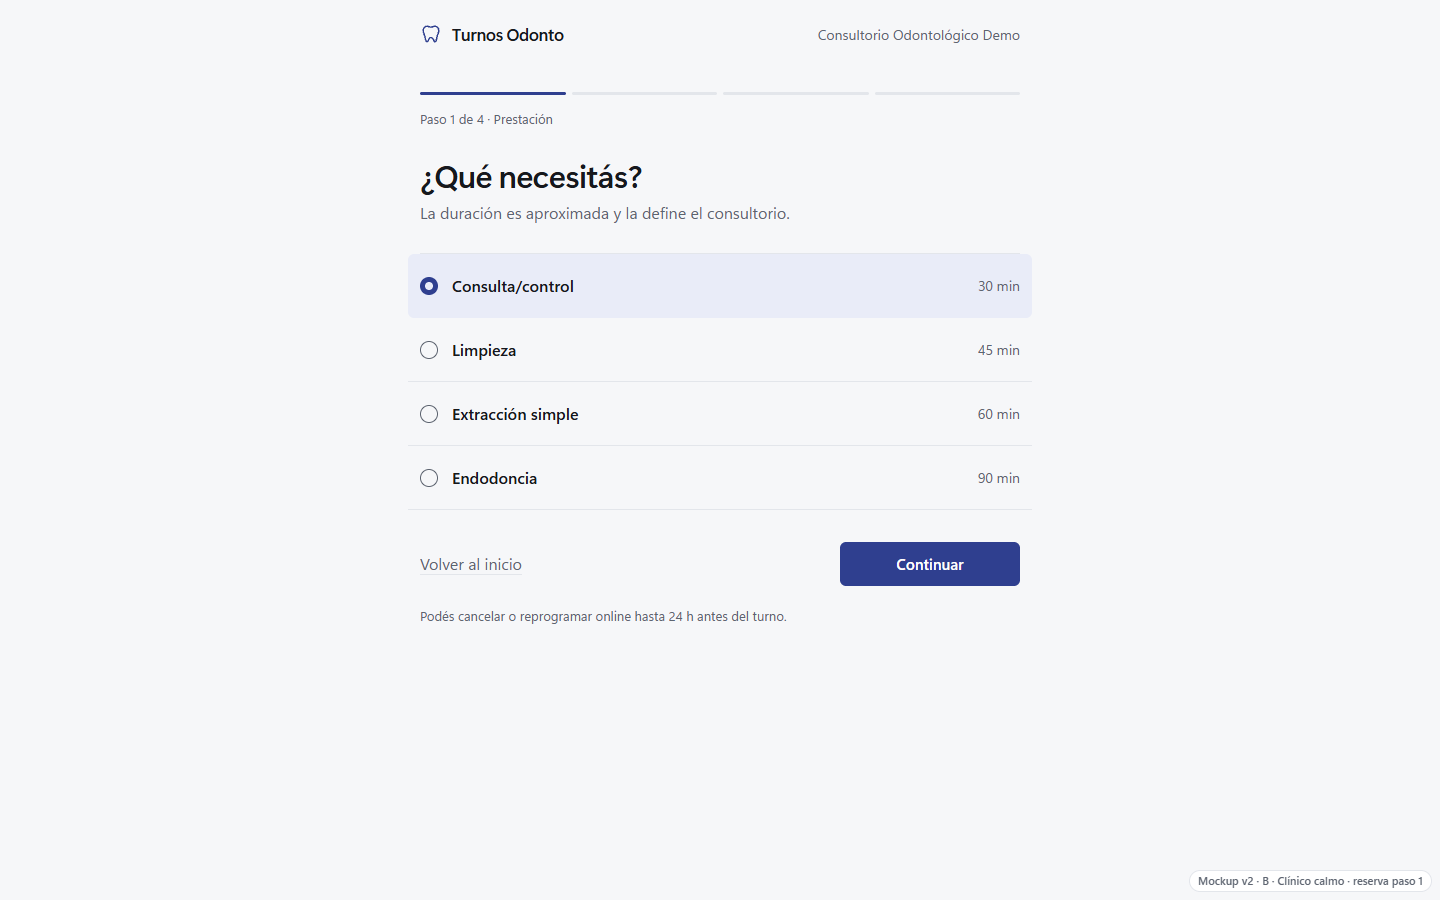 Turnos Odonto
Consultorio Odontológico Demo
Paso 1 de 4 · Prestación
¿Qué necesitás?
La duración es aproximada y la define el consultorio.
Consulta/control 30 min
Limpieza 45 min
Extracción simple 60 min
Endodoncia 90 min
Volver al inicio
Continuar
Podés cancelar o reprogramar online hasta 24 h antes del turno.
Mockup v2 · B · Clínico calmo · reserva paso 1